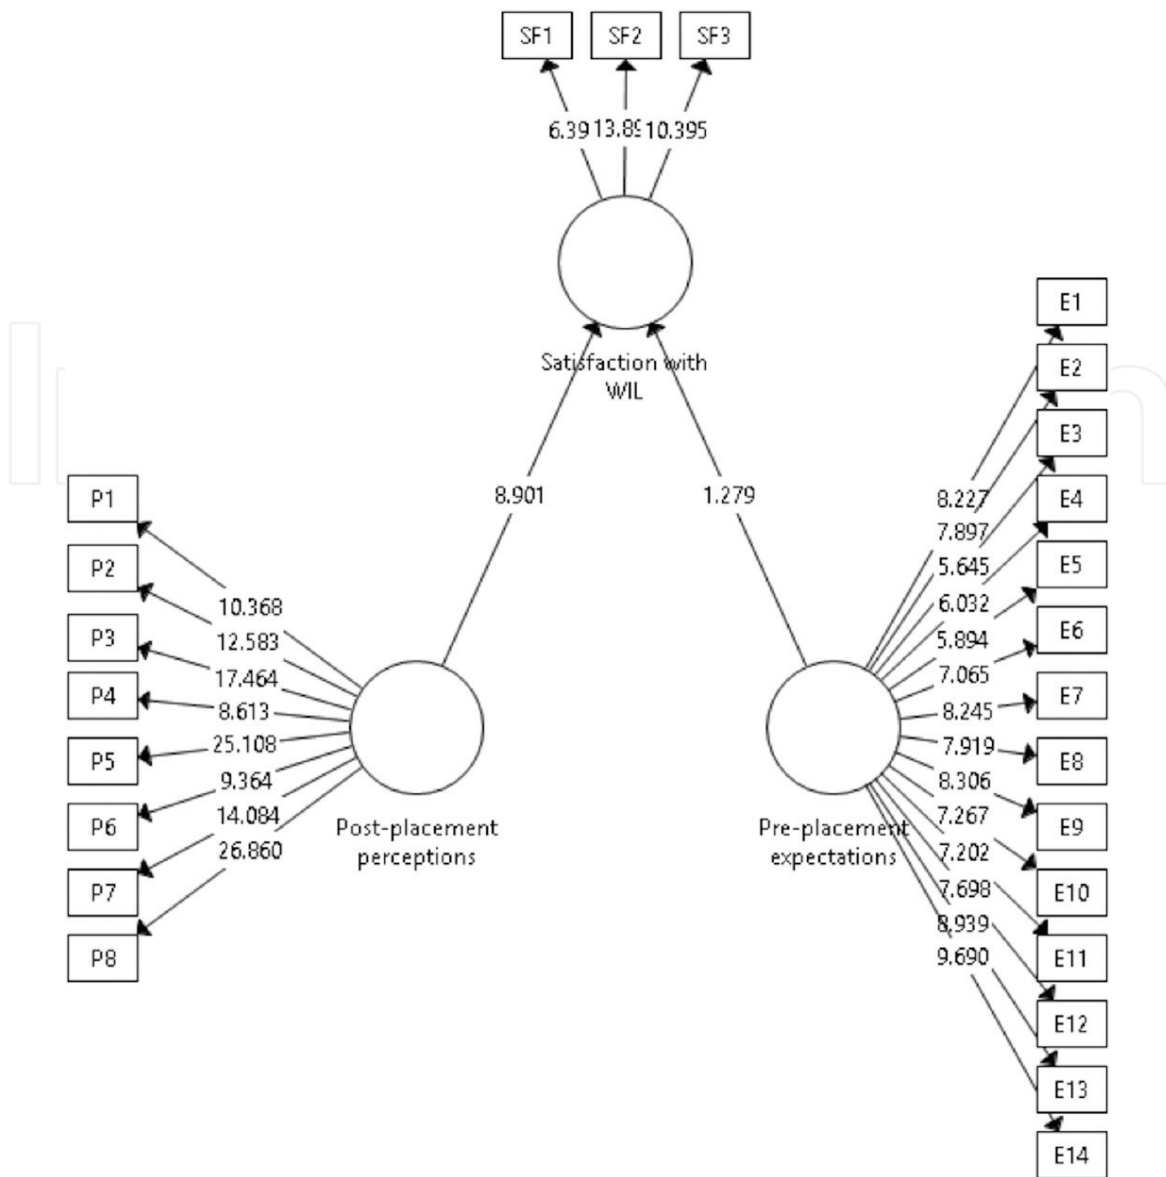 SF1 SF2 SF3
6.39 13.89 10.395
Satisfaction with
WIL
8.901 1.279
P1
P2
P3
P4
P5
P6
P7
P8
10.368
12.583
17.464
8.613
25.108
9.364
14.084
26.860
Post-placement
perceptions
Pre-placement
expectations
8.227
7.897
5.645
6.032
5.894
7.065
8.245
7.919
8.306
7.267
7.202
7.698
8.939
9.690
E1
E2
E3
E4
E5
E6
E7
E8
E9
E10
E11
E12
E13
E14